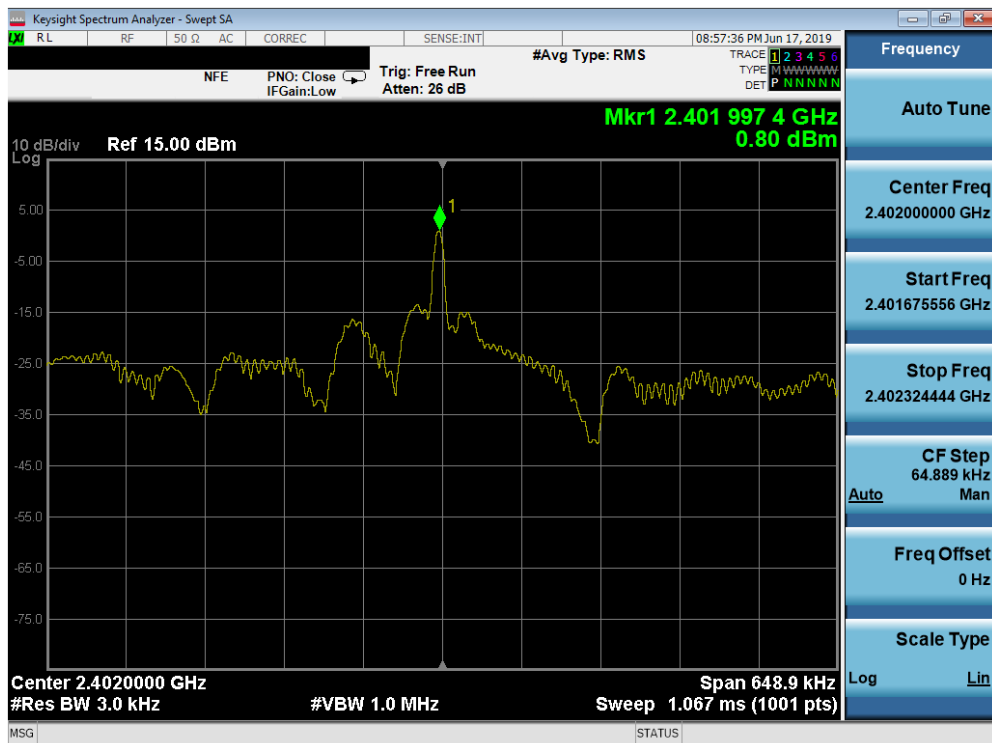 Keysight Spectrum Analyzer - Swept SA
LXI RL RF 50 Ω AC CORREC SENSE:INT 08:57:36 PM Jun 17, 2019
NFE PNO: Close Trig: Free Run #Avg Type: RMS TRACE 1 2 3 4 5 6
IFGain:Low Atten: 26 dB TYPE M WWWWWW
DET P N N N N N
Mkr1 2.401 997 4 GHz
0.80 dBm
10 dB/div Ref 15.00 dBm
Log
1
5.00
-5.00
-15.0
-25.0
-35.0
-45.0
-55.0
-65.0
-75.0
Center 2.4020000 GHz Span 648.9 kHz
#Res BW 3.0 kHz #VBW 1.0 MHz Sweep 1.067 ms (1001 pts)
MSG STATUS
Frequency
Auto Tune
Center Freq
2.402000000 GHz
Start Freq
2.401675556 GHz
Stop Freq
2.402324444 GHz
CF Step
64.889 kHz
Auto Man
Freq Offset
0 Hz
Scale Type
Log Lin